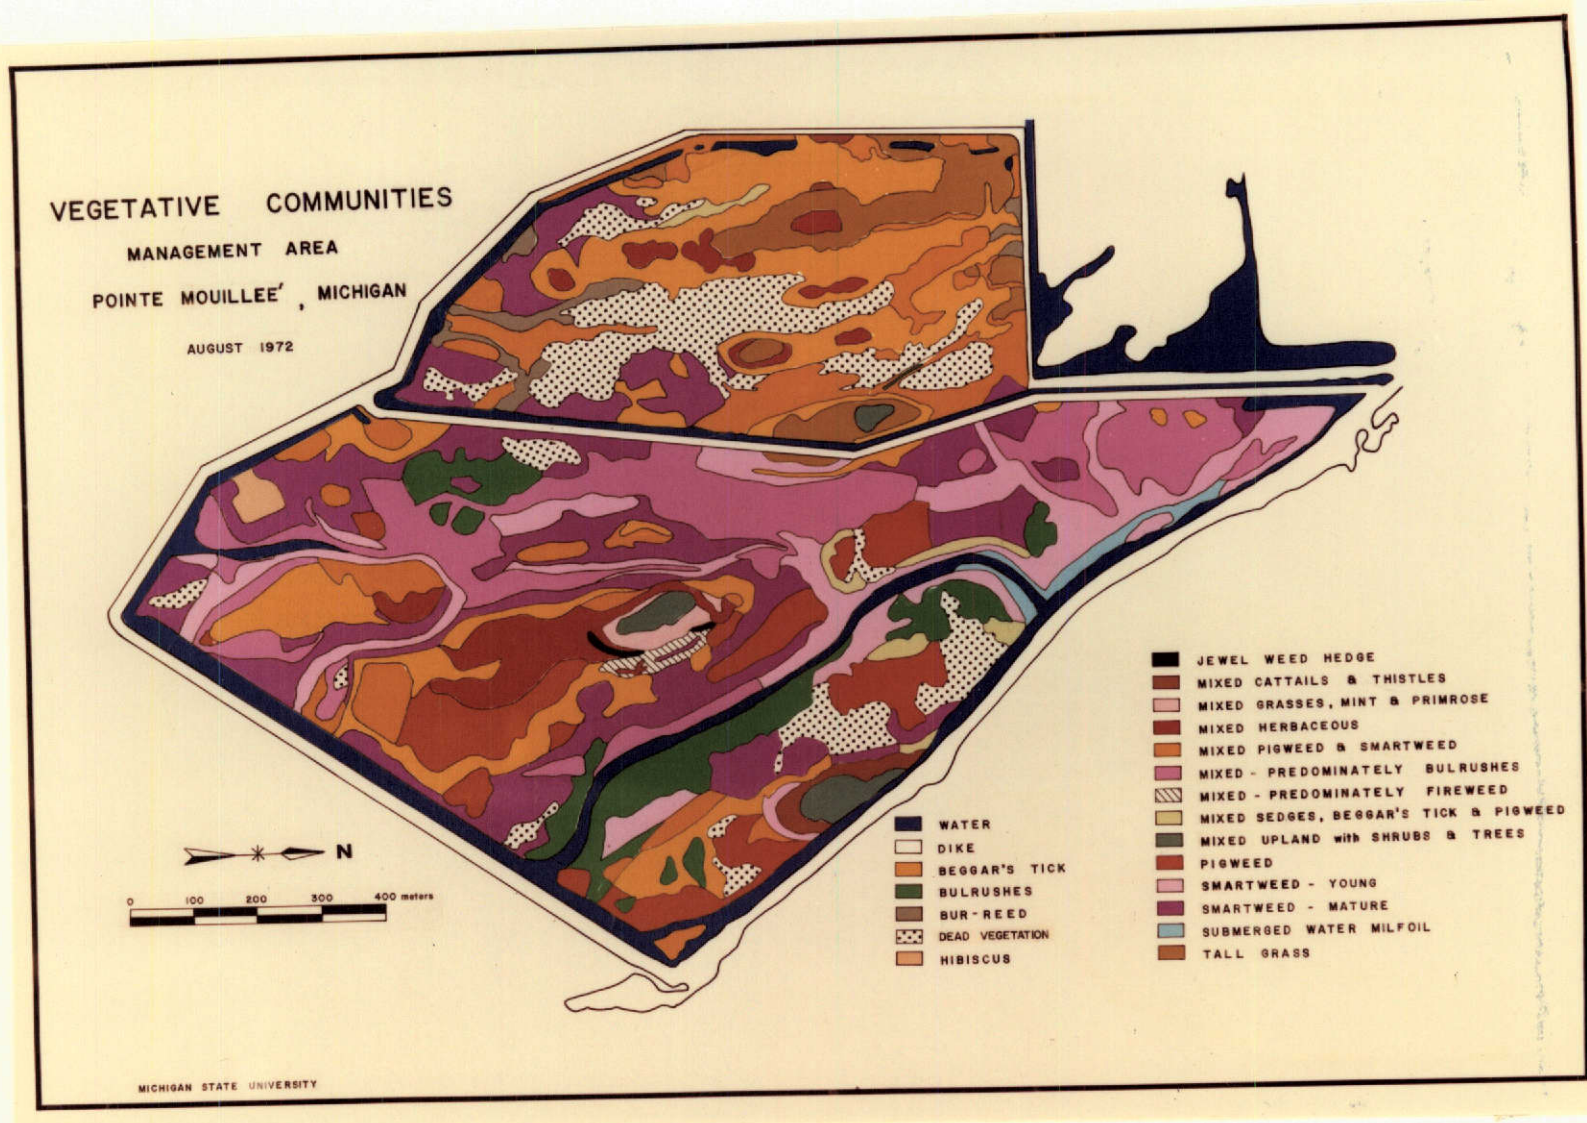 VEGETATIVE COMMUNITIES
MANAGEMENT AREA
POINTE MOUILLEÉ, MICHIGAN
AUGUST 1972
N
0 100 200 300 400 meters
WATER
DIKE
BEGGAR'S TICK
BULRUSHES
BUR-REED
DEAD VEGETATION
HIBISCUS
JEWEL WEED HEDGE
MIXED CATTAILS & THISTLES
MIXED GRASSES, MINT & PRIMROSE
MIXED HERBACEOUS
MIXED PIGWEED & SMARTWEED
MIXED - PREDOMINATELY BULRUSHES
MIXED - PREDOMINATELY FIREWEED
MIXED SEDGES, BEGGAR'S TICK & PIGWEED
MIXED UPLAND with SHRUBS & TREES
PIGWEED
SMARTWEED - YOUNG
SMARTWEED - MATURE
SUBMERGED WATER MILFOIL
TALL GRASS
MICHIGAN STATE UNIVERSITY